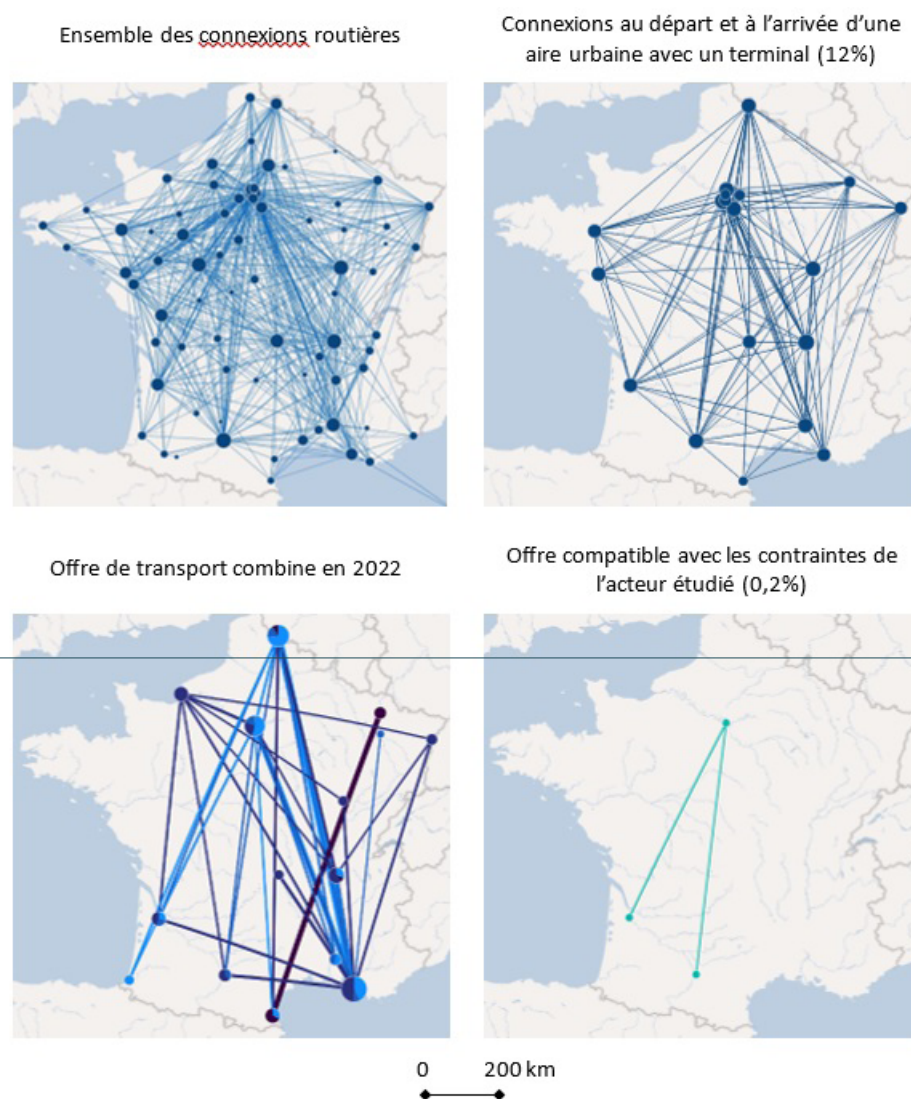 Ensemble des connexions routières
Connexions au départ et à l’arrivée d’une
aire urbaine avec un terminal (12%)
Offre de transport combine en 2022
Offre compatible avec les contraintes de
l’acteur étudié (0,2%)
0 200 km